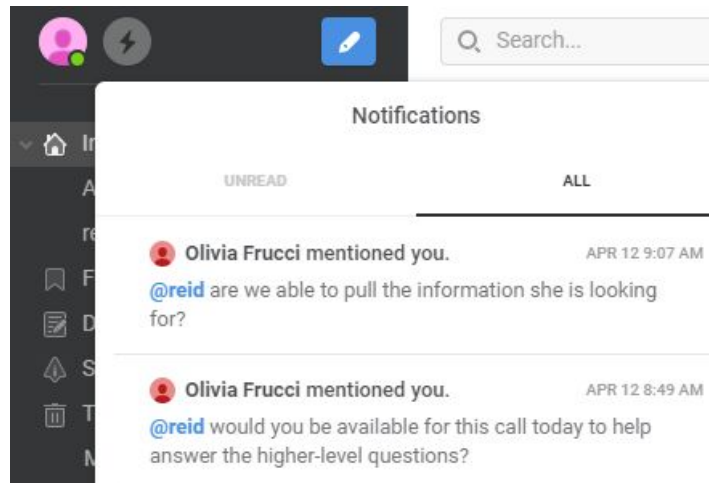 Search...
Notifications
UNREAD
ALL
Olivia Frucci mentioned you.
APR 12 9:07 AM
@reid are we able to pull the information she is looking
for?
Olivia Frucci mentioned you.
APR 12 8:49 AM
@reid would you be available for this call today to help
answer the higher-level questions?